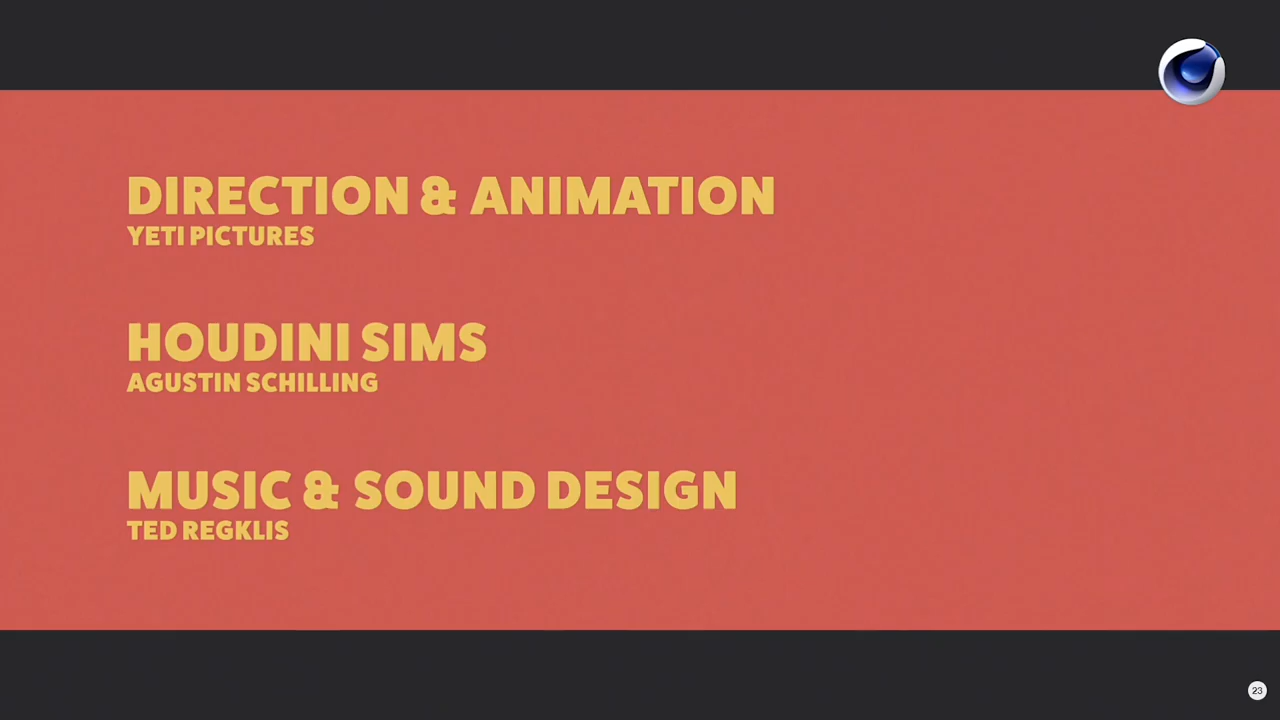 DIRECTION & ANIMATION
YETI PICTURES
HOUDINI SIMS
AGUSTIN SCHILLING
MUSIC & SOUND DESIGN
TED REGKLIS
23